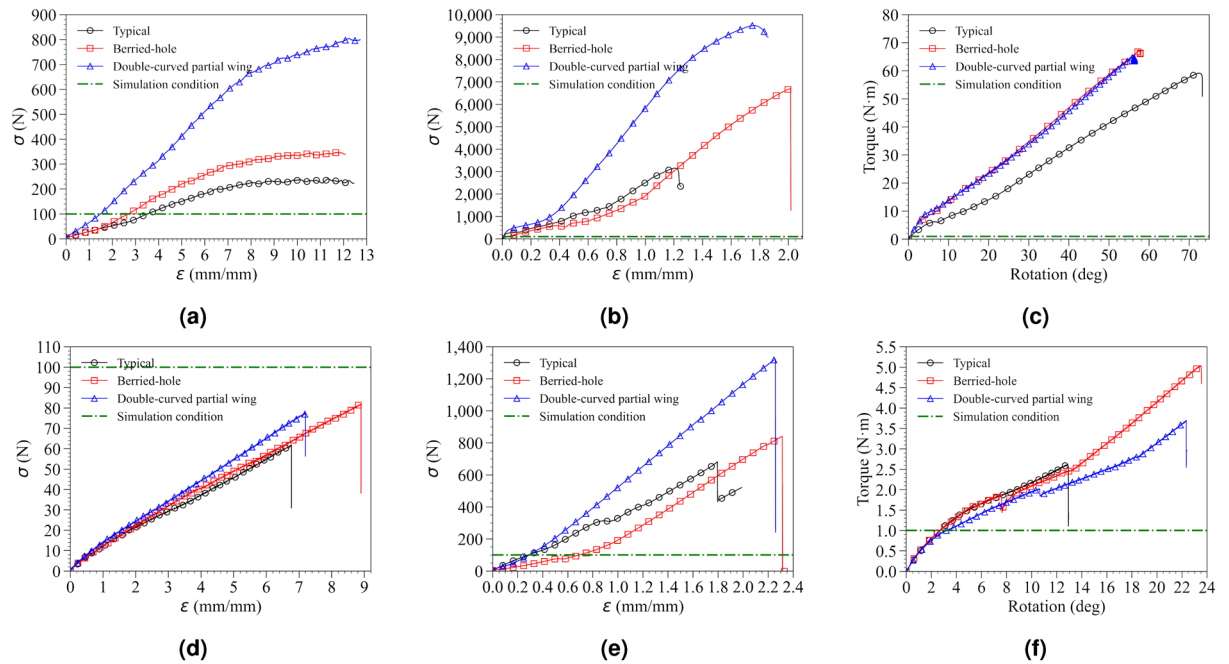 900
800
700
600
500
400
300
200
100
0
σ (N)
Typical
Berried-hole
Double-curved partial wing
Simulation condition
0 1 2 3 4 5 6 7 8 9 10 11 12 13
ε (mm/mm)
(a)
10,000
9,000
8,000
7,000
6,000
5,000
4,000
3,000
2,000
1,000
0
σ (N)
Typical
Berried-hole
Double-curved partial wing
Simulation condition
0.0 0.2 0.4 0.6 0.8 1.0 1.2 1.4 1.6 1.8 2.0
ε (mm/mm)
(b)
80
70
60
50
40
30
20
10
0
Torque (N·m)
Typical
Berried-hole
Double-curved partial wing
Simulation condition
0 10 20 30 40 50 60 70
Rotation (deg)
(c)
110
100
90
80
70
60
50
40
30
20
10
0
σ (N)
Typical
Berried-hole
Double-curved partial wing
Simulation condition
0 1 2 3 4 5 6 7 8 9
ε (mm/mm)
(d)
1,400
1,200
1,000
800
600
400
200
0
σ (N)
Typical
Berried-hole
Double-curved partial wing
Simulation condition
0.0 0.2 0.4 0.6 0.8 1.0 1.2 1.4 1.6 1.8 2.0 2.2 2.4
ε (mm/mm)
(e)
5.5
5.0
4.5
4.0
3.5
3.0
2.5
2.0
1.5
1.0
0.5
0.0
Torque (N·m)
Typical
Berried-hole
Double-curved partial wing
Simulation condition
0 2 4 6 8 10 12 14 16 18 20 22 24
Rotation (deg)
(f)